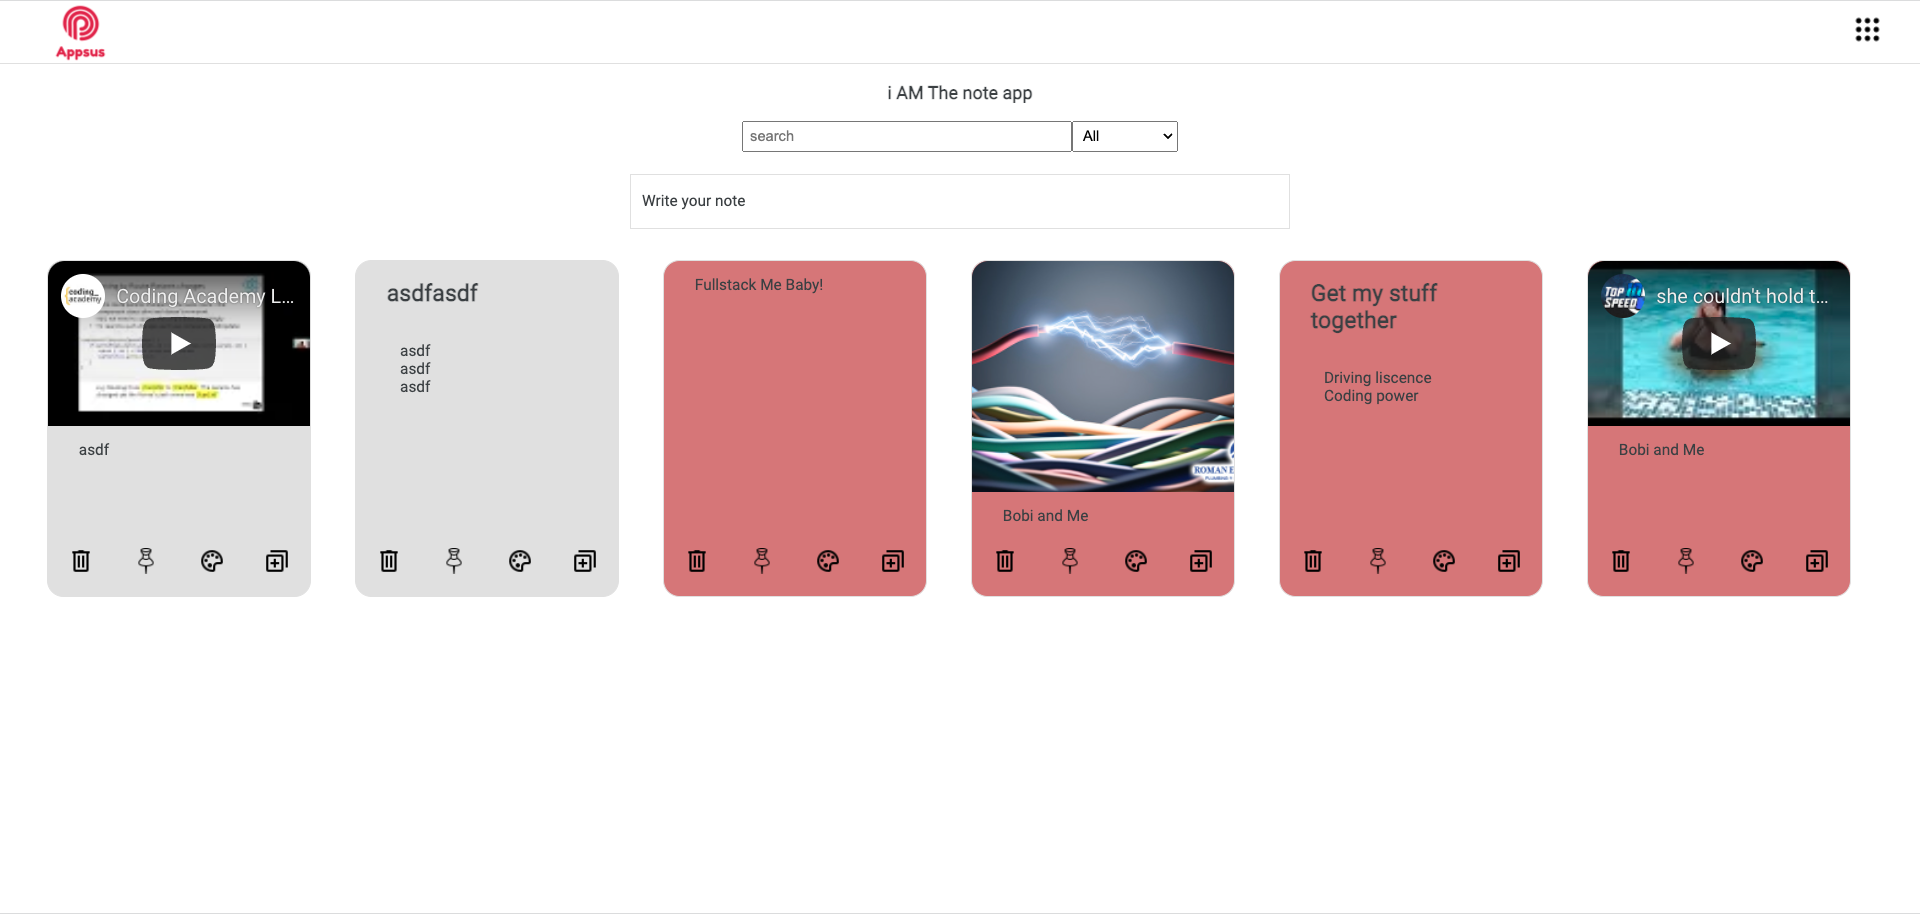 Appsus
i AM The note app
search
All
Write your note
coding_
academy
Coding Academy L...
asdf
asdfasdf
asdf
asdf
asdf
Fullstack Me Baby!
ROMAN E
Bobi and Me
Get my stuff
together
Driving liscence
Coding power
TOP
SPEED
she couldn't hold t...
Bobi and Me